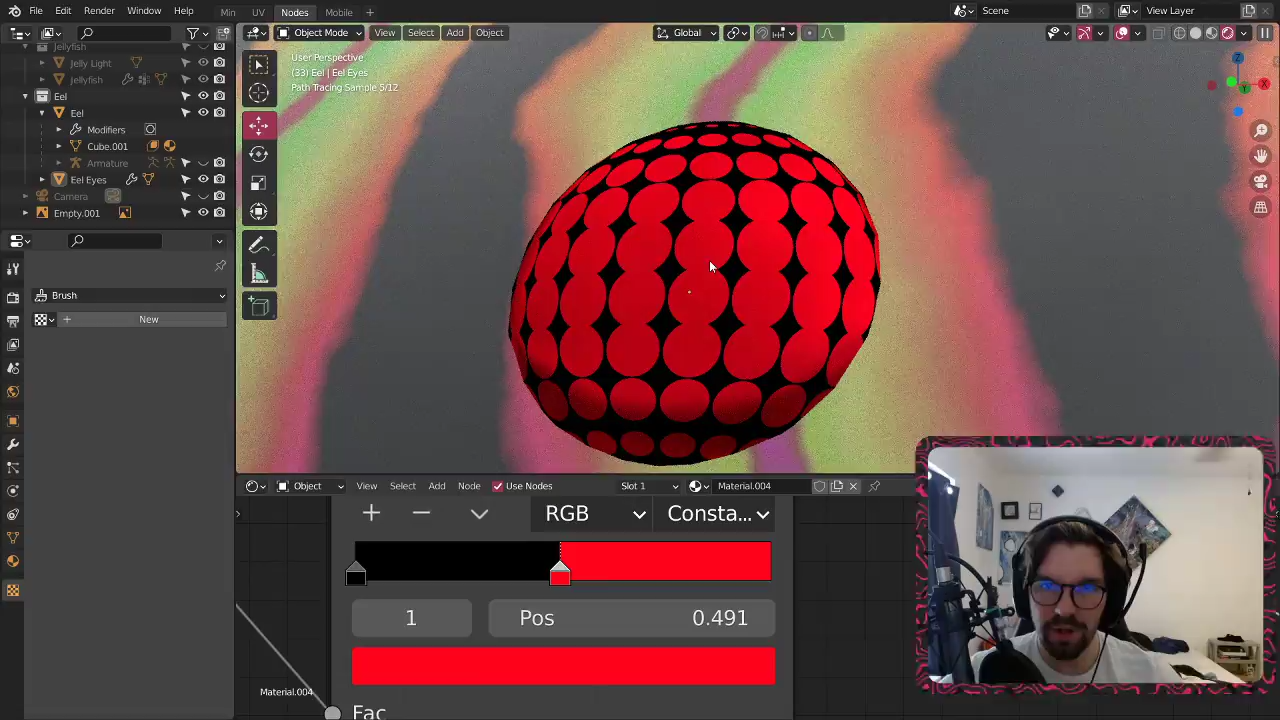 File Edit Render Window Help Min UV Nodes Mobile + Scene View Layer
Object Mode View Select Add Object Global
Jellyfish
Jelly Light
Jellyfish
Eel
Eel
Modifiers
Cube.001
Armature
Eel Eyes
Camera
Empty.001
User Perspective
(33) Eel | Eel Eyes
Path Tracing Sample 5/12
X
Y
Z
Brush
+ New
Object View Select Add Node Use Nodes Slot 1 Material.004
RGB Consta...
1 Pos 0.491
Material.004
Fac